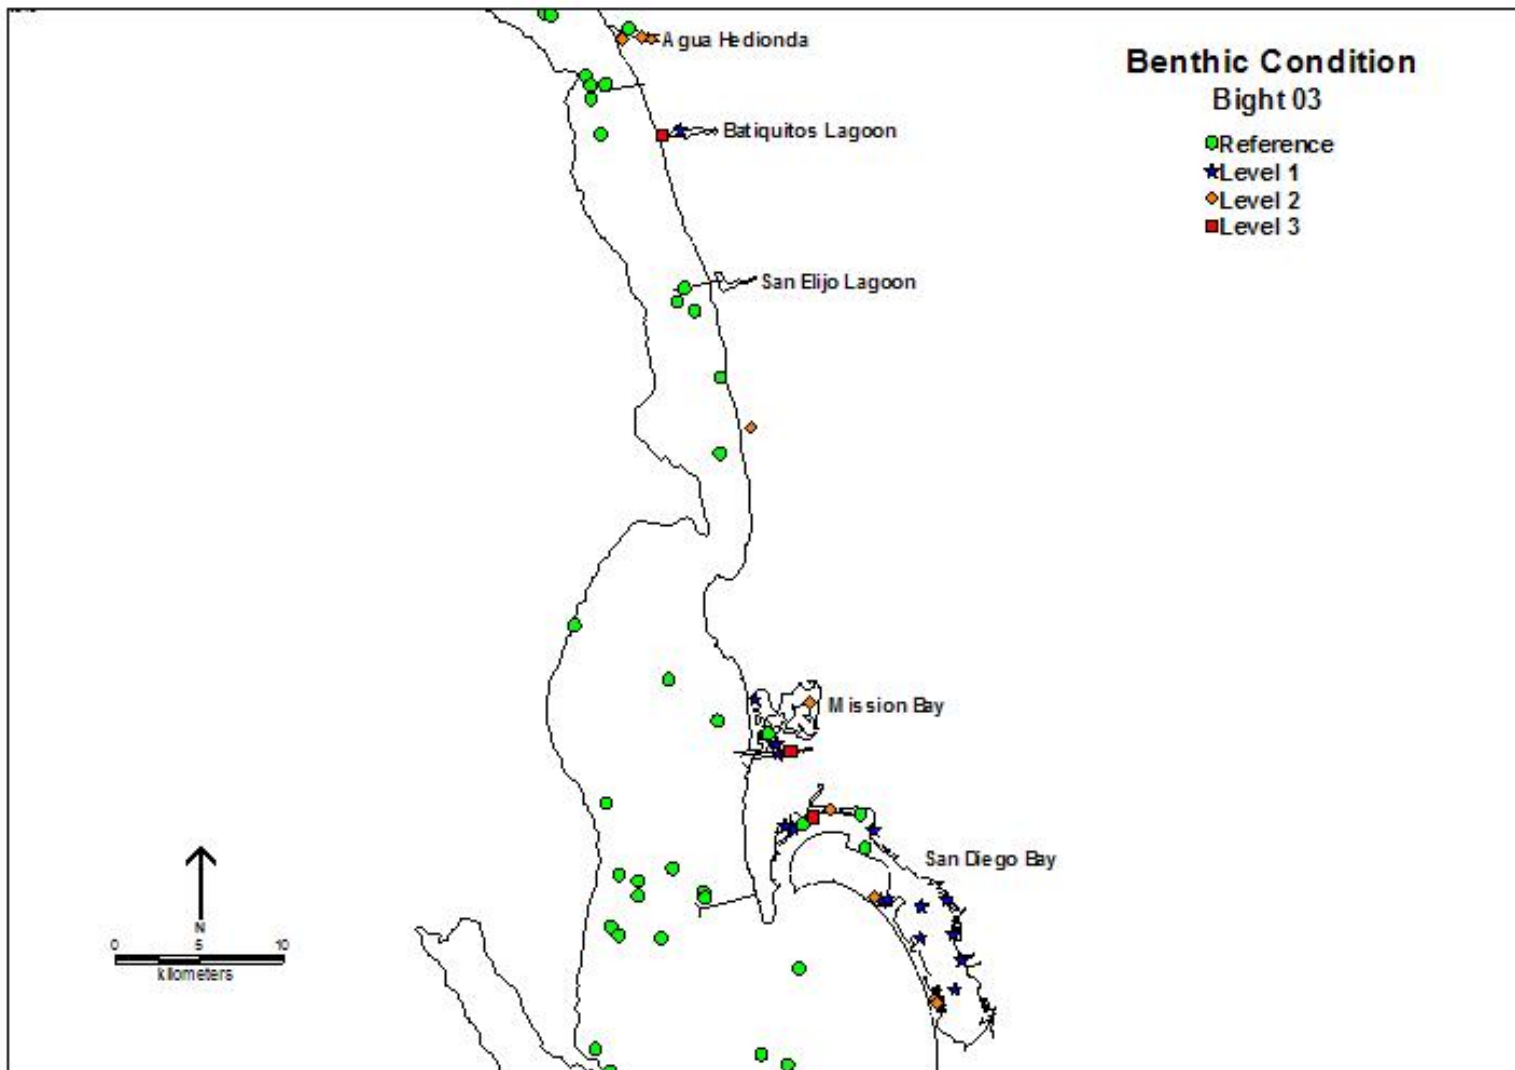 Agua Hedionda
Benthic Condition
Bight 03
Reference
Level 1
Level 2
Level 3
Batiquitos Lagoon
San Elijo Lagoon
Mission Bay
San Diego Bay
N
0 5 10
kilometers